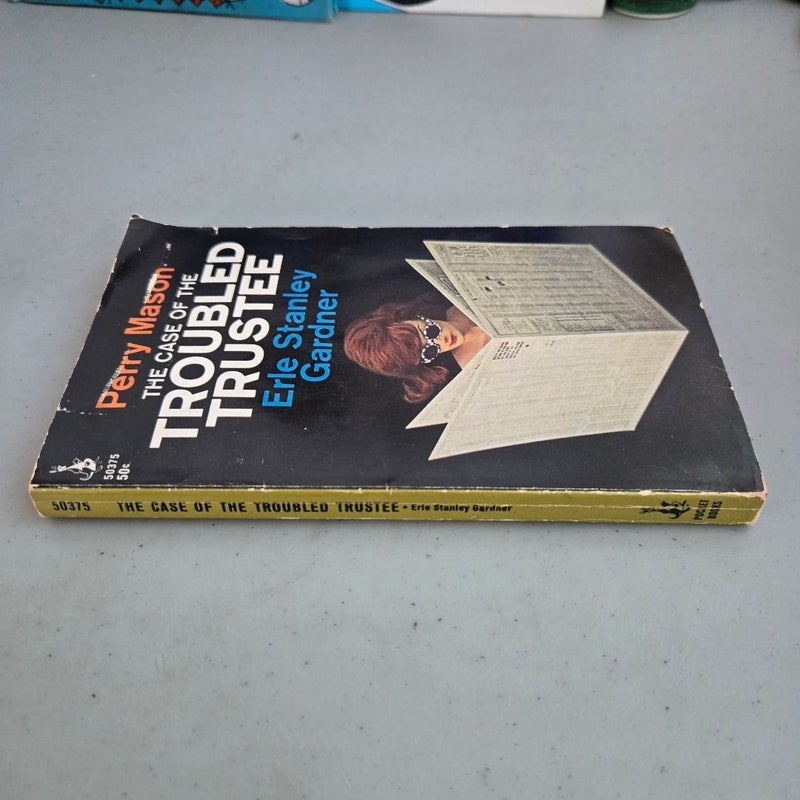 Perry Mason
THE CASE OF THE
TROUBLED
TRUSTEE
Erle Stanley
Gardner
50375
50c
50375 THE CASE OF THE TROUBLED TRUSTEE • Erle Stanley Gardner POCKET
BOOKS